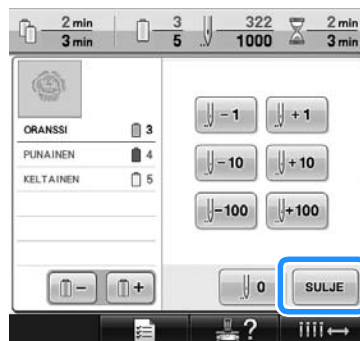 2 min 3 322 2 min
3 min 5 1000 3 min
-1 +1
ORANSSI 3
PUNAINEN 4
-10 +10
KELTAINEN 5
-100 +100
- + 0 SULJE
?